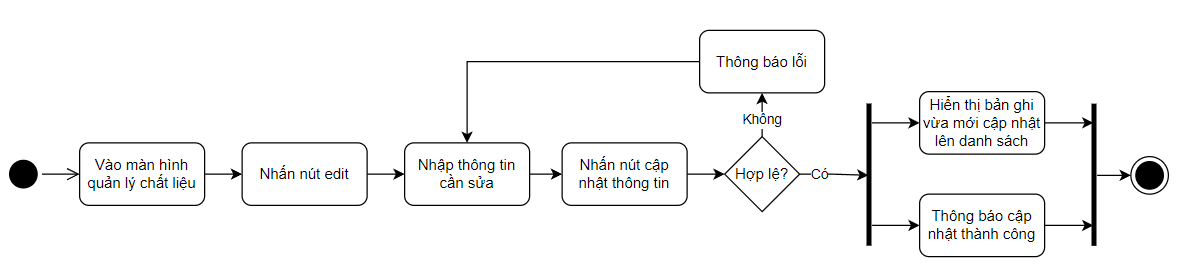 Thông báo lỗi
Không
Vào màn hình
quản lý chất liệu
Nhấn nút edit
Nhập thông tin
cần sửa
Nhấn nút cập
nhật thông tin
Hợp lệ?
Có
Hiển thị bản ghi
vừa mới cập nhật
lên danh sách
Thông báo cập
nhật thành công